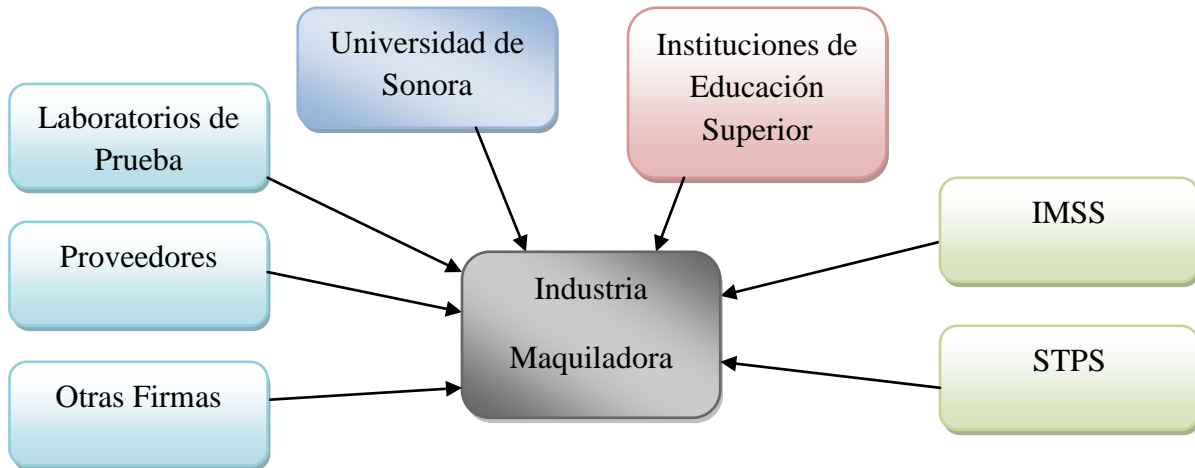 Universidad de
Sonora
Instituciones de
Educación
Superior
Laboratorios de
Prueba
IMSS
Proveedores
Industria
Maquiladora
STPS
Otras Firmas